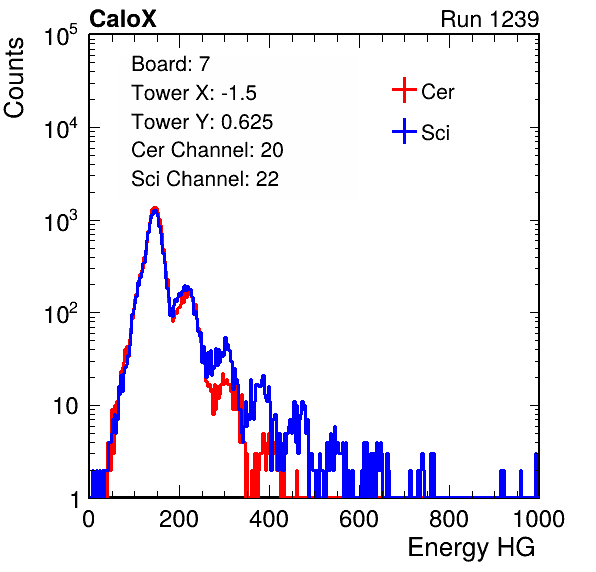 CaloX Run 1239
Counts
10^5
10^4
10^3
10^2
10
1
Board: 7
Tower X: -1.5
Tower Y: 0.625
Cer Channel: 20
Sci Channel: 22
Cer
Sci
0 200 400 600 800 1000
Energy HG